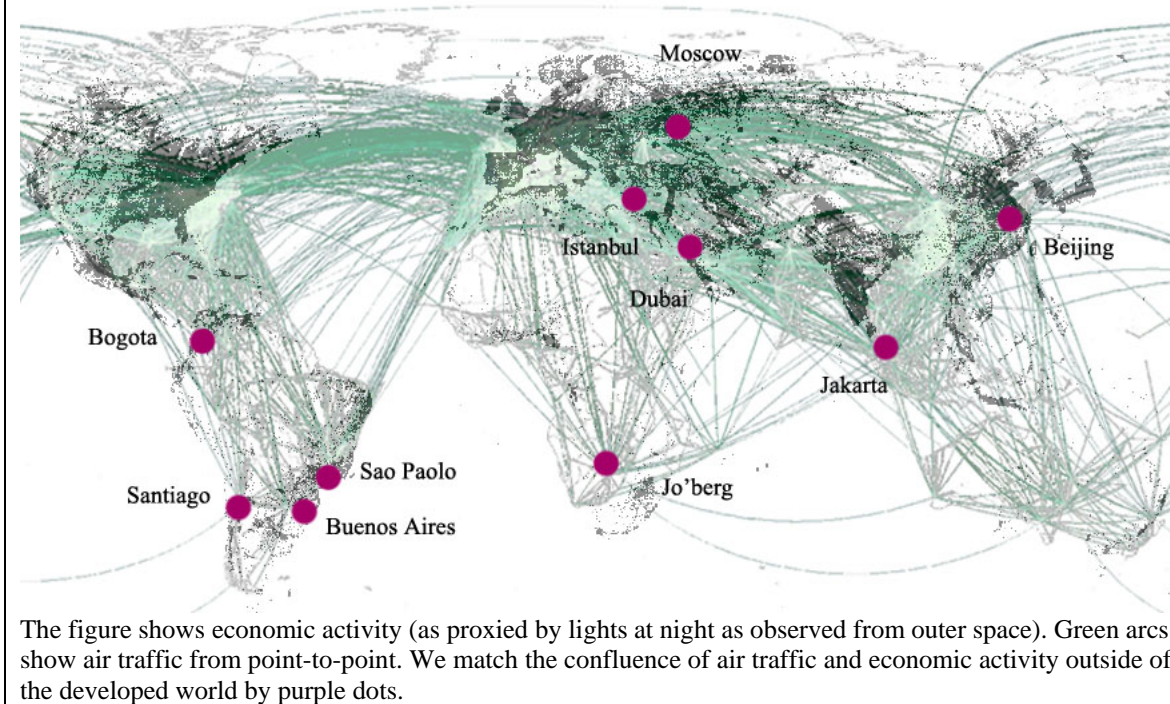 Moscow
Istanbul
Beijing
Dubai
Bogota
Jakarta
Sao Paolo
Santiago
Jo’berg
Buenos Aires
The figure shows economic activity (as proxied by lights at night as observed from outer space). Green arcs
show air traffic from point-to-point. We match the confluence of air traffic and economic activity outside of
the developed world by purple dots.